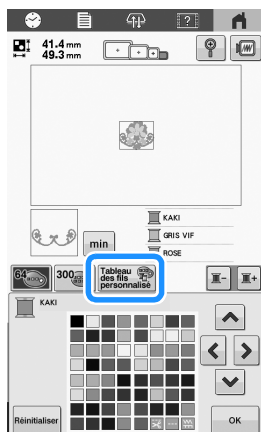 41.4 mm
49.3 mm
KAKI
GRIS VIF
ROSE
min
64
300
Tableau
des fils
personnalisé
KAKI
Réinitialiser
OK